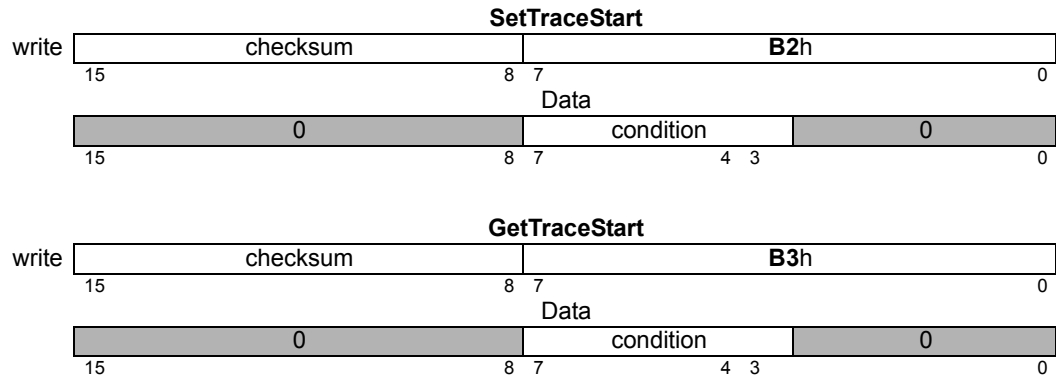 SetTraceStart
write checksum B2h
15 8 7 0
Data
0 condition 0
15 8 7 4 3 0
GetTraceStart
write checksum B3h
15 8 7 0
Data
0 condition 0
15 8 7 4 3 0